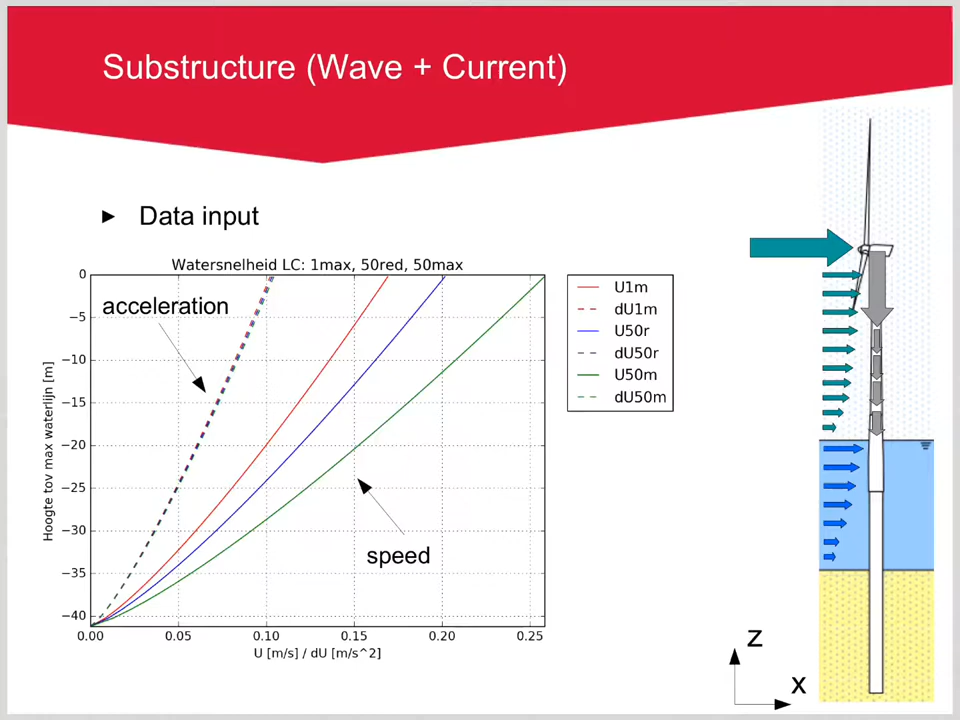 Substructure (Wave + Current)
► Data input
Watersnelheid LC: 1max, 50red, 50max
acceleration
speed
0
−5
−10
−15
−20
−25
−30
−35
−40
Hoogte tov max waterlijn [m]
0.00 0.05 0.10 0.15 0.20 0.25
U [m/s] / dU [m/s^2]
U1m
dU1m
U50r
dU50r
U50m
dU50m
z
x